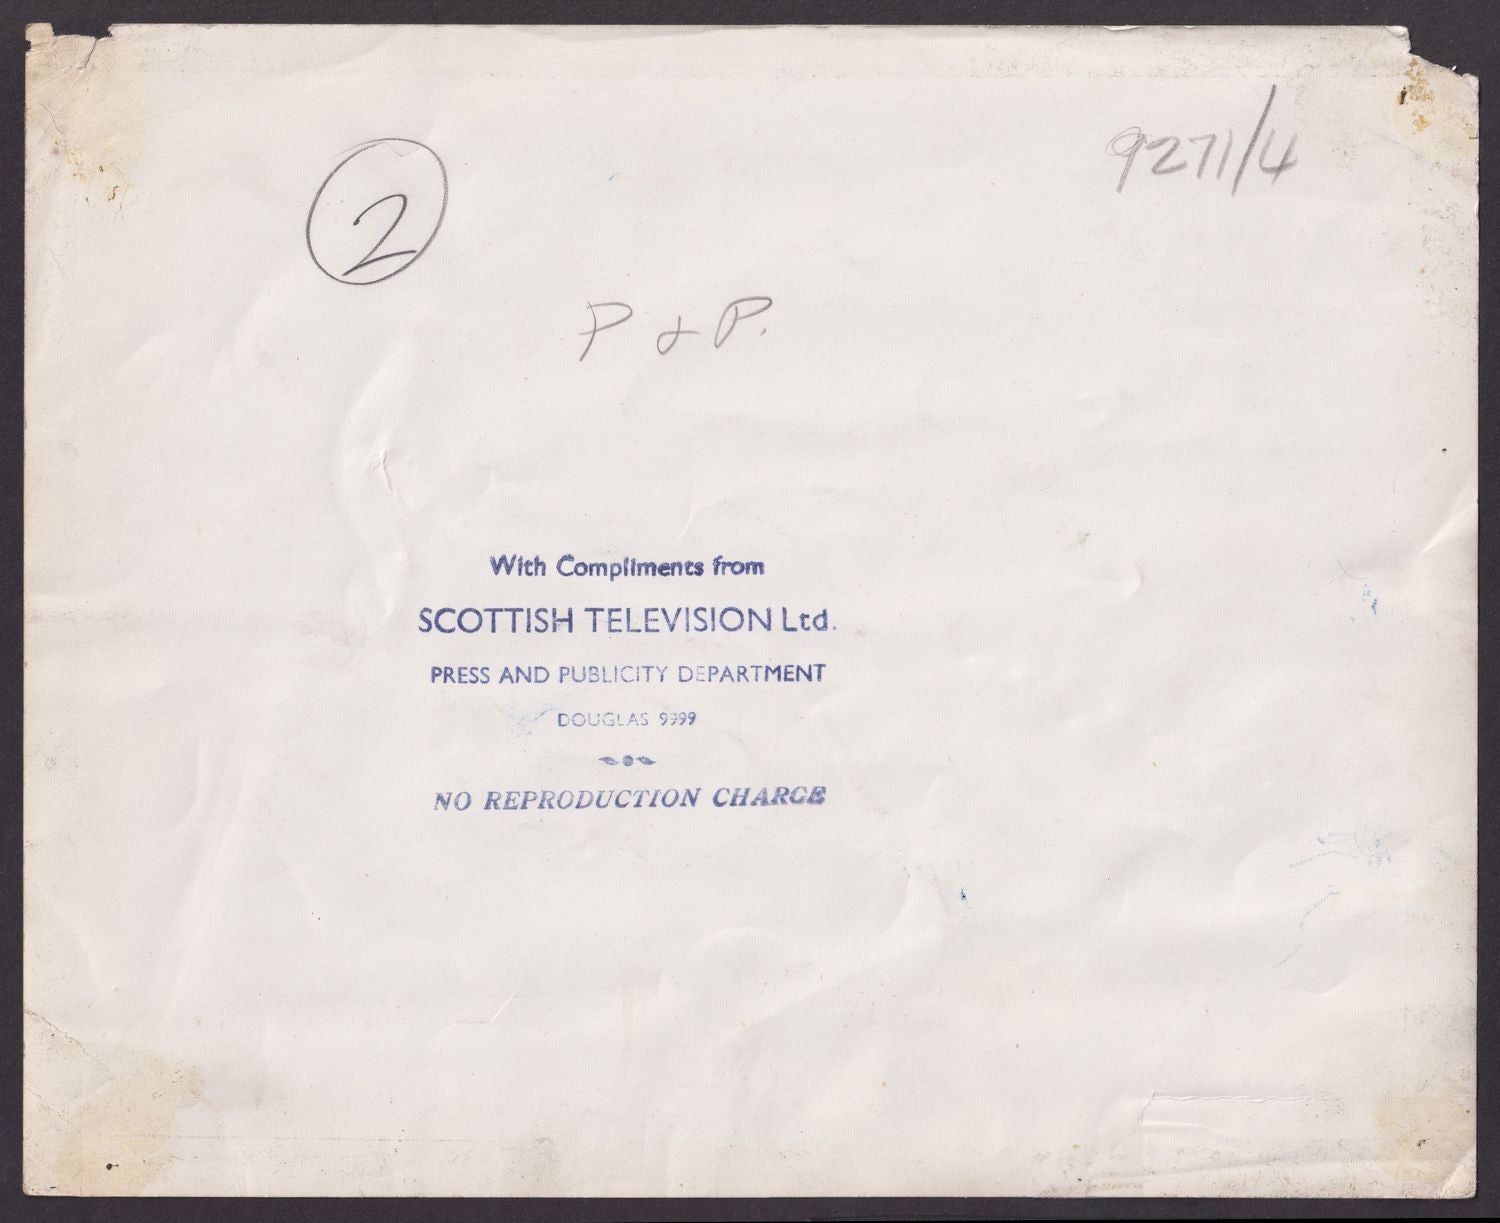 9271/4
2
P & P.
With Compliments from
SCOTTISH TELEVISION Ltd.
PRESS AND PUBLICITY DEPARTMENT
DOUGLAS 9999
NO REPRODUCTION CHARGE